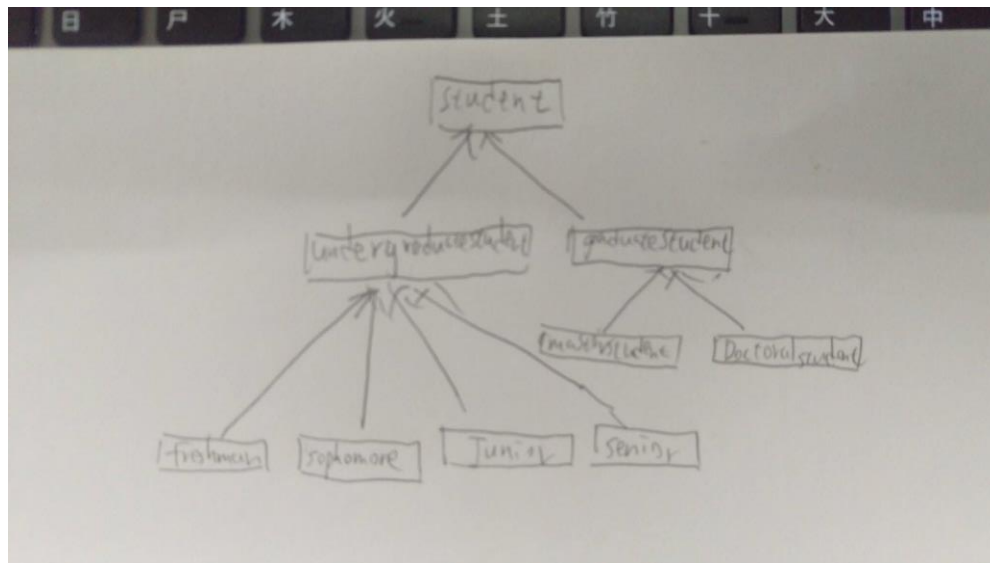 日 尸 木 火 土 竹 十 大 中
student
undergraduatestudent
graduatestudent
masterstudent
Doctoralstudent
freshman
sophomore
Junior
senior